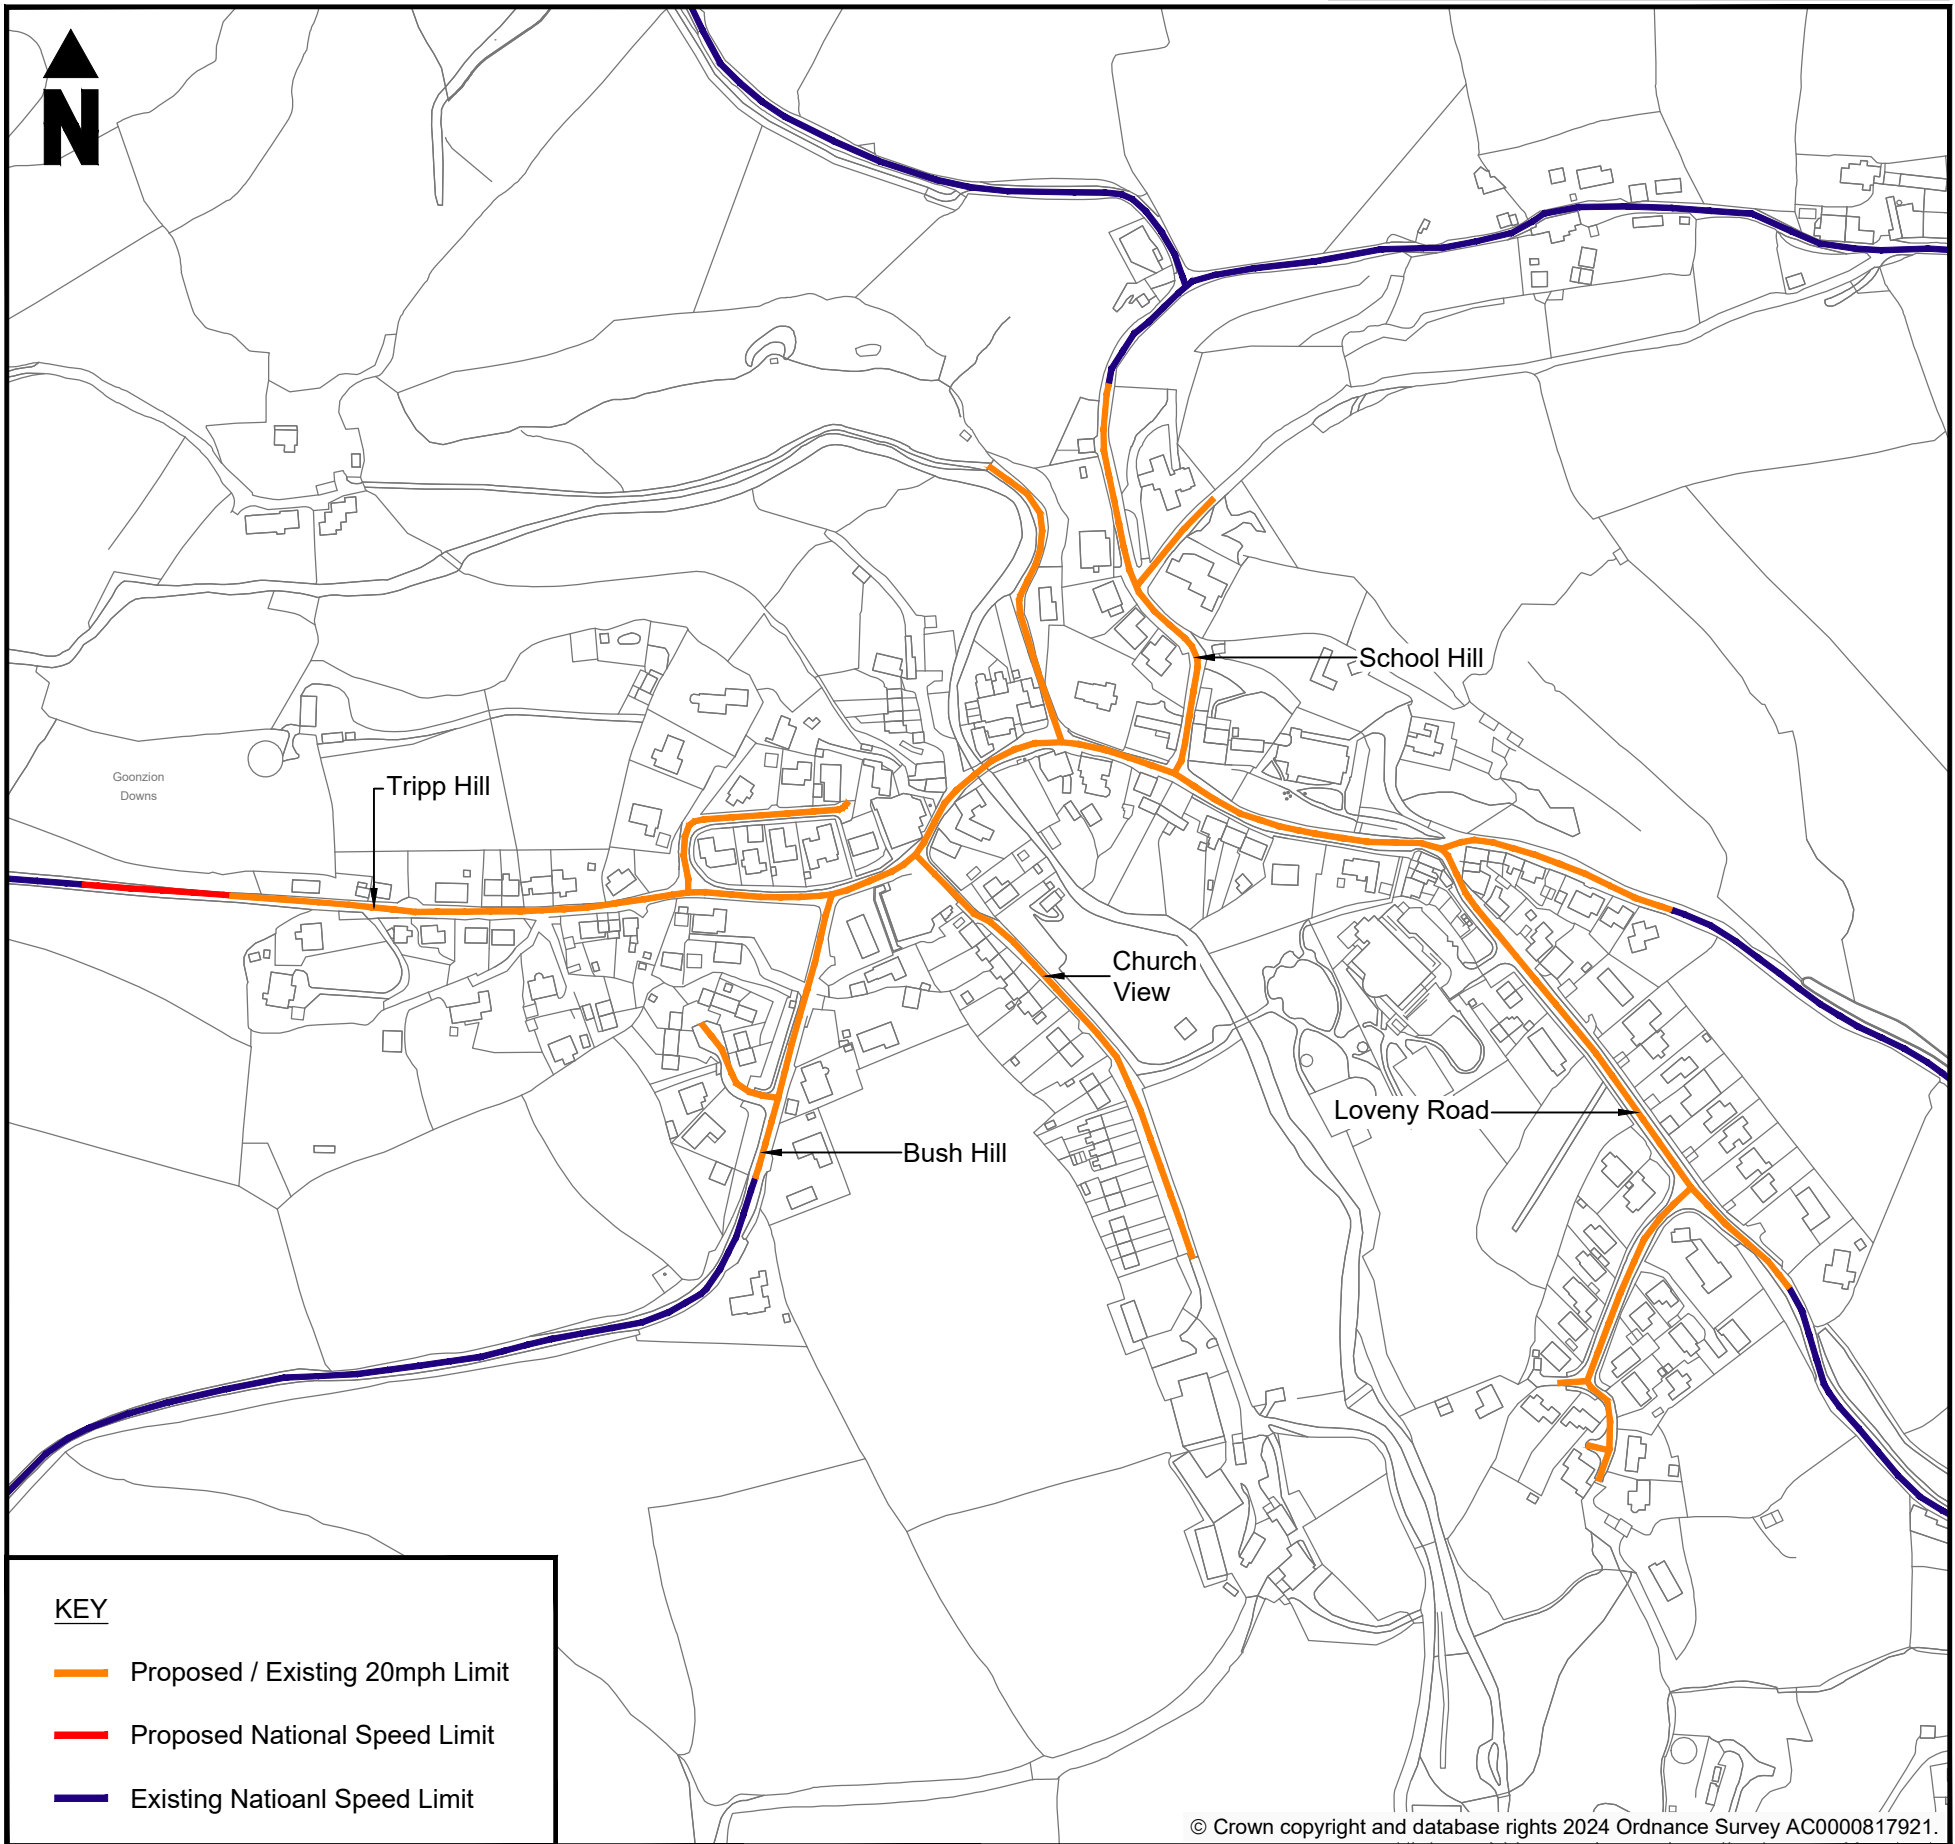 N
School Hill
Goonzion
Downs
Tripp Hill
Church
View
Loveny Road
Bush Hill
KEY
Proposed / Existing 20mph Limit
Proposed National Speed Limit
Existing Natioanl Speed Limit
© Crown copyright and database rights 2024 Ordnance Survey AC0000817921.